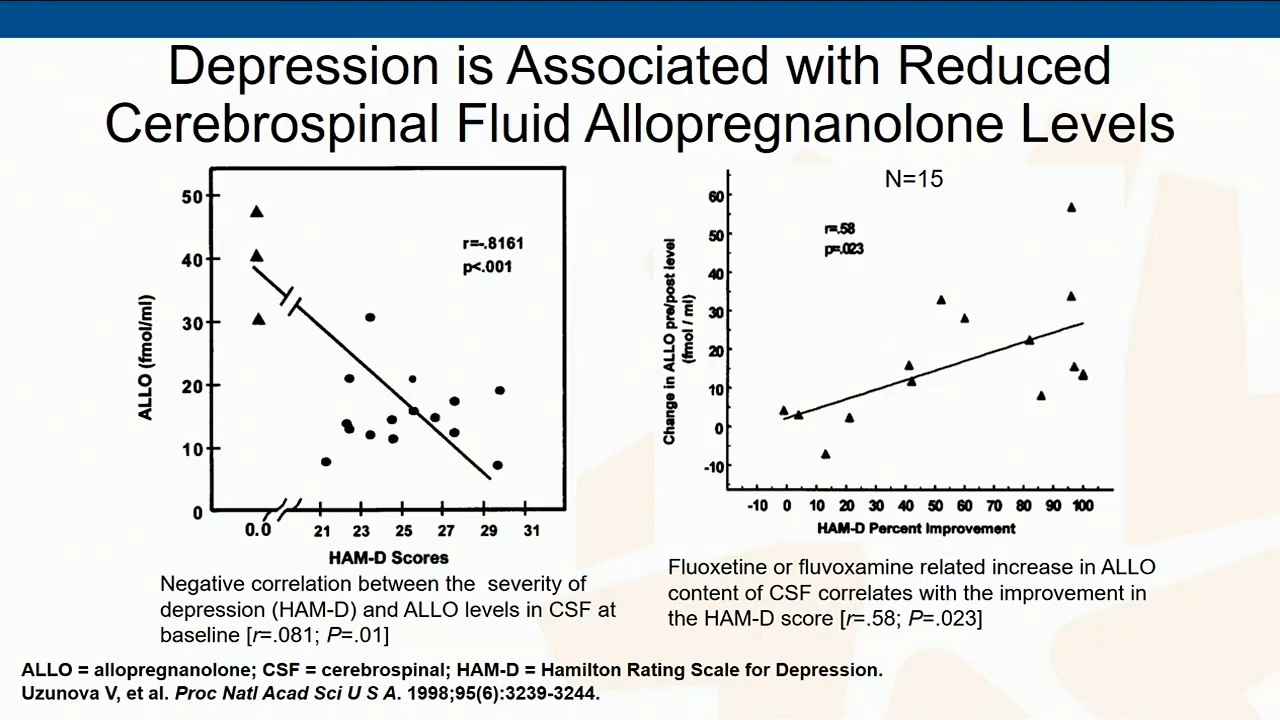 Depression is Associated with Reduced
Cerebrospinal Fluid Allopregnanolone Levels
50
40
30
20
10
0
ALLO (fmol/ml)
r=-.8161
p<.001
0.0 21 23 25 27 29 31
HAM-D Scores
Negative correlation between the severity of
depression (HAM-D) and ALLO levels in CSF at
baseline [r=.081; P=.01]
N=15
60
50
40
30
20
10
0
-10
Change in ALLO pre/post level
(fmol / ml)
r=.58
p=.023
-10 0 10 20 30 40 50 60 70 80 90 100
HAM-D Percent Improvement
Fluoxetine or fluvoxamine related increase in ALLO
content of CSF correlates with the improvement in
the HAM-D score [r=.58; P=.023]
ALLO = allopregnanolone; CSF = cerebrospinal; HAM-D = Hamilton Rating Scale for Depression.
Uzunova V, et al. Proc Natl Acad Sci U S A. 1998;95(6):3239-3244.